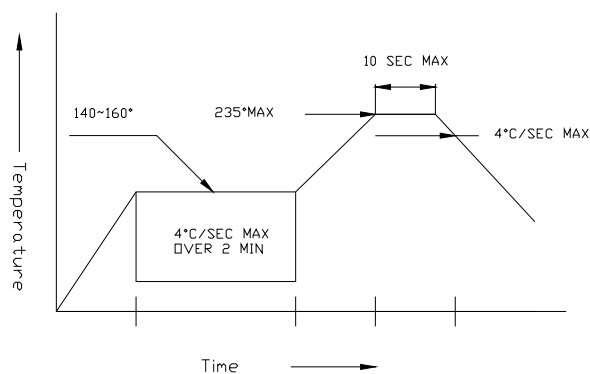 10 SEC MAX
140~160°
235°MAX
4°C/SEC MAX
4°C/SEC MAX
OVER 2 MIN
Temperature
Time